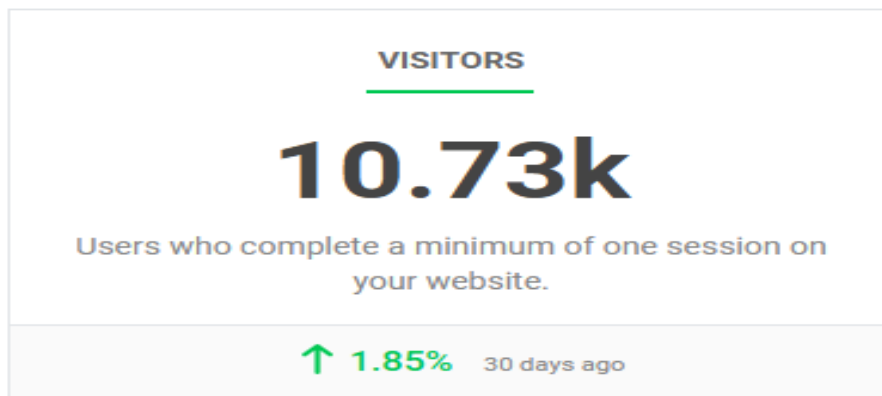 VISITORS
10.73k
Users who complete a minimum of one session on
your website.
↑ 1.85% 30 days ago